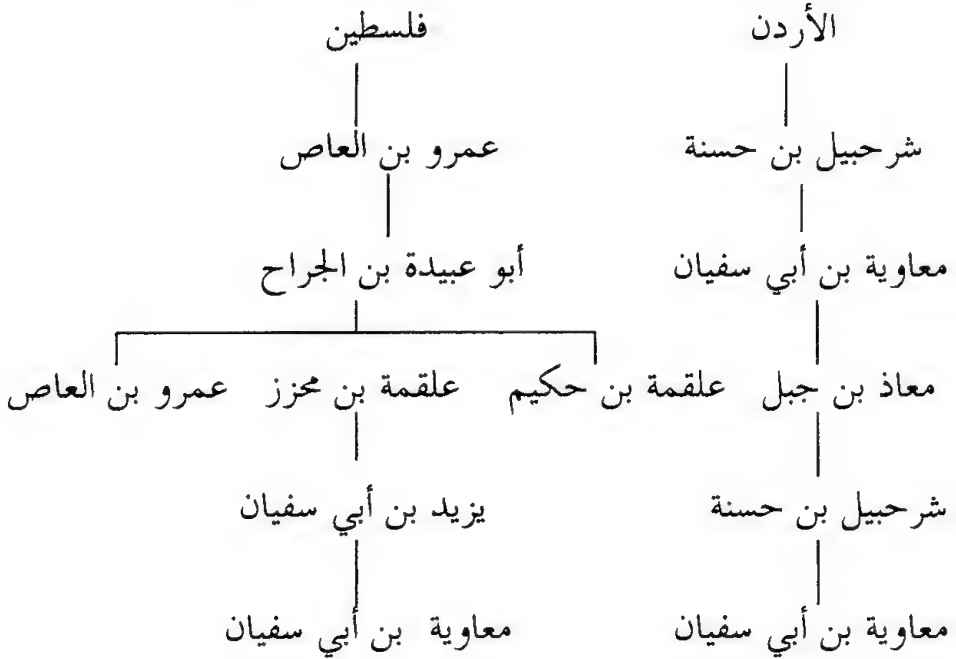 الأردن فلسطين
شرحبيل بن حسنة عمرو بن العاص
معاوية بن أبي سفيان أبو عبيدة بن الجراح
معاذ بن جبل علقمة بن حكيم علقمة بن محزز عمرو بن العاص
شرحبيل بن حسنة يزيد بن أبي سفيان
معاوية بن أبي سفيان معاوية بن أبي سفيان